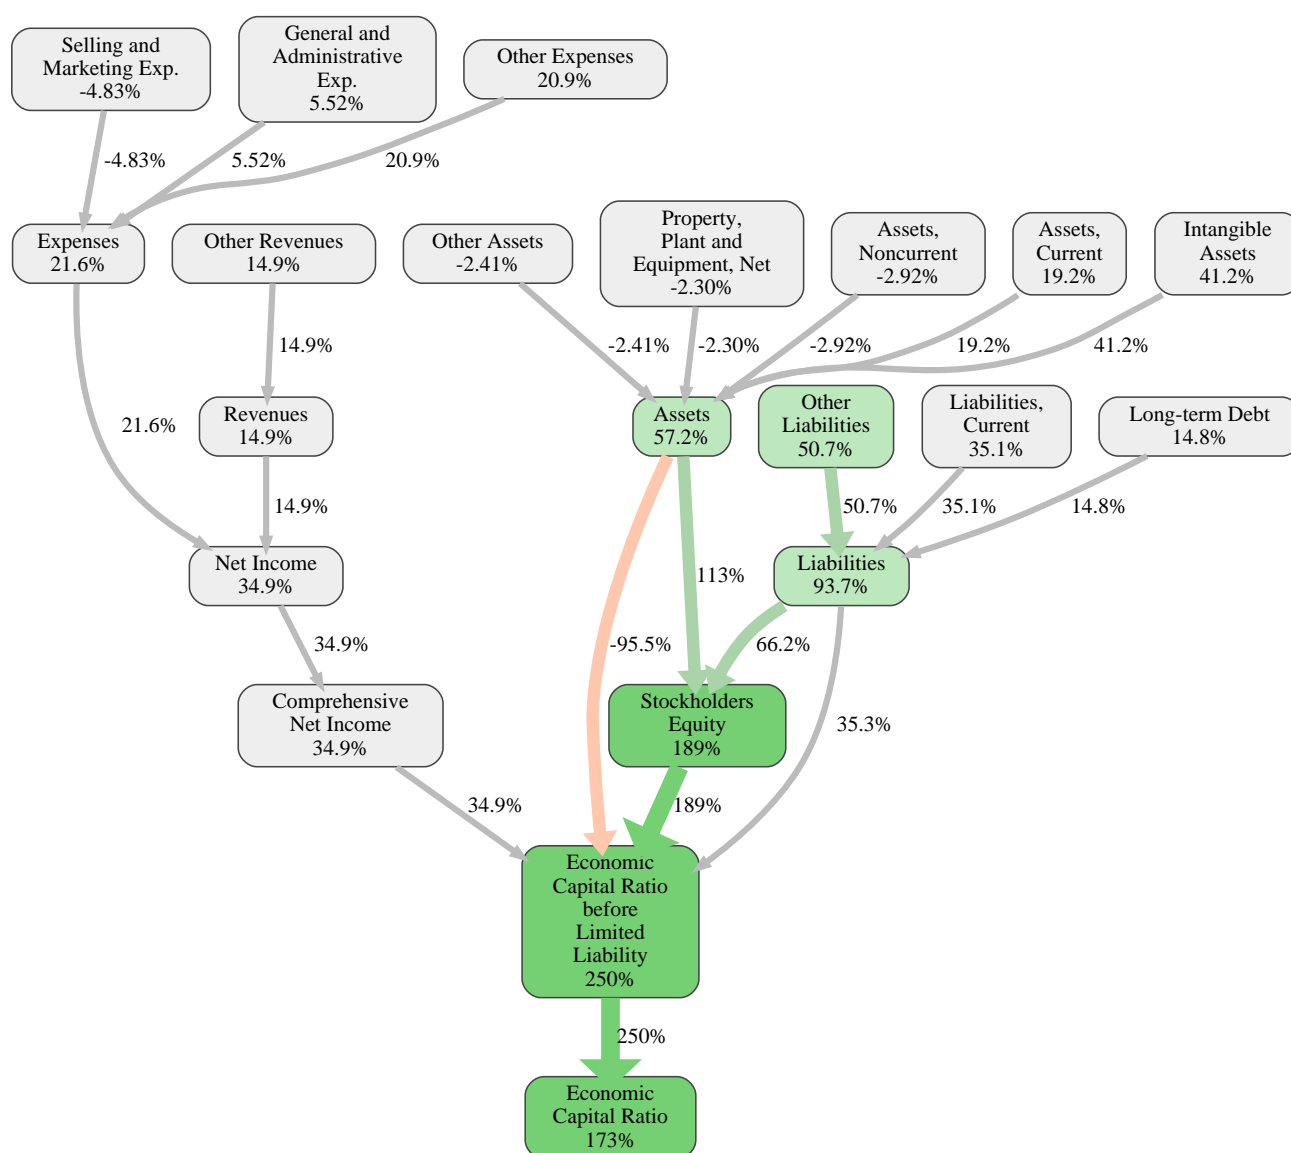 Selling and
Marketing Exp.
-4.83%
General and
Administrative
Exp.
5.52%
Other Expenses
20.9%
-4.83%
5.52%
20.9%
Expenses
21.6%
Other Revenues
14.9%
Other Assets
-2.41%
Property,
Plant and
Equipment, Net
-2.30%
Assets,
Noncurrent
-2.92%
Assets,
Current
19.2%
Intangible
Assets
41.2%
14.9%
-2.41%
-2.30%
-2.92%
19.2%
41.2%
21.6%
Revenues
14.9%
Assets
57.2%
Other
Liabilities
50.7%
Liabilities,
Current
35.1%
Long-term Debt
14.8%
14.9%
50.7%
35.1%
14.8%
Net Income
34.9%
113%
Liabilities
93.7%
34.9%
-95.5%
66.2%
Comprehensive
Net Income
34.9%
Stockholders
Equity
189%
35.3%
34.9%
189%
Economic
Capital Ratio
before
Limited
Liability
250%
250%
Economic
Capital Ratio
173%